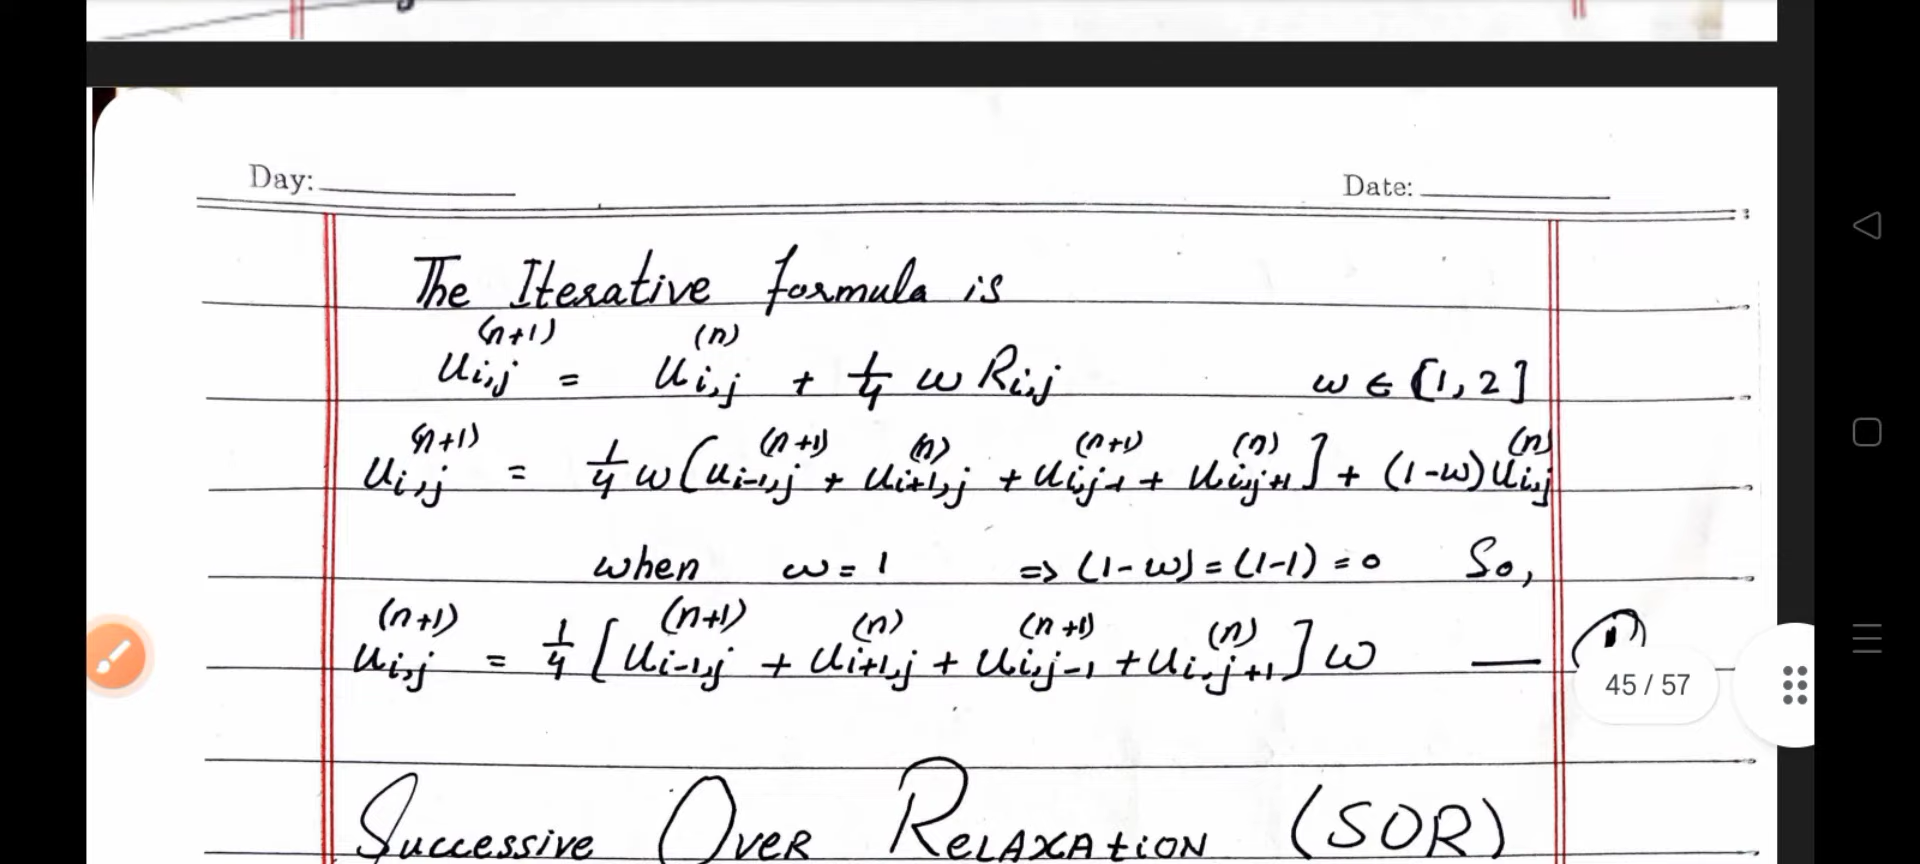 Day: Date:
The Iterative formula is
u_{i,j}^{(n+1)} = u_{i,j}^{(n)} + 1/4 ω R_{i,j} ω ∈ [1, 2]
u_{i,j}^{(n+1)} = 1/4 ω [u_{i-1,j}^{(n+1)} + u_{i+1,j}^{(n)} + u_{i,j-1}^{(n+1)} + u_{i,j+1}^{(n)}] + (1-ω) u_{i,j}^{(n)}
when ω = 1 => (1-ω) = (1-1) = 0 So,
u_{i,j}^{(n+1)} = 1/4 [u_{i-1,j}^{(n+1)} + u_{i+1,j}^{(n)} + u_{i,j-1}^{(n+1)} + u_{i,j+1}^{(n)}] ω —
45 / 57
Successive Over Relaxation (SOR)